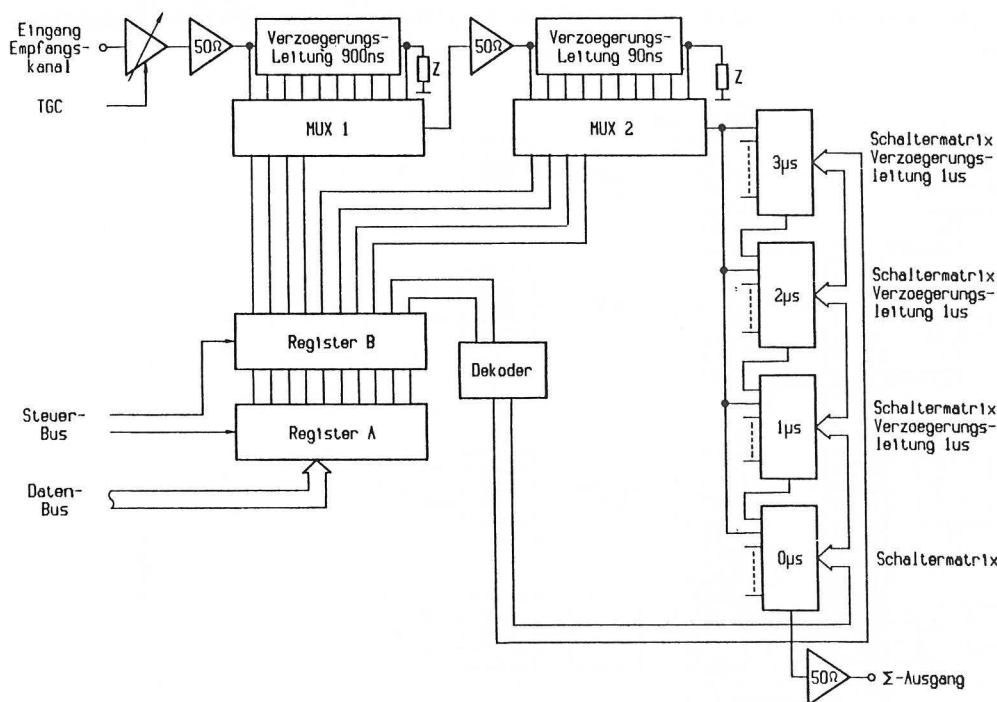 Eingang
Empfangs-
kanal
TGC
50Ω
Verzoegerungs-
Leitung 900ns
Z
MUX 1
50Ω
Verzoegerungs-
Leitung 90ns
Z
MUX 2
3µs
Schaltermatrix
Verzoegerungs-
leitung 1us
2µs
Schaltermatrix
Verzoegerungs-
leitung 1us
Register B
Dekoder
Steuer-
Bus
Register A
1µs
Schaltermatrix
Verzoegerungs-
leitung 1us
Daten-
Bus
0µs
Schaltermatrix
50Ω
Σ-Ausgang